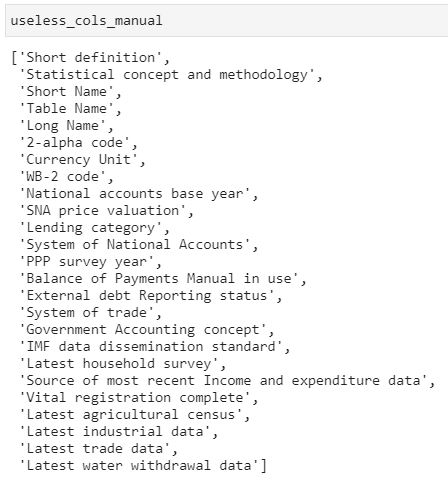 useless_cols_manual
['Short definition',
'Statistical concept and methodology',
'Short Name',
'Table Name',
'Long Name',
'2-alpha code',
'Currency Unit',
'WB-2 code',
'National accounts base year',
'SNA price valuation',
'Lending category',
'System of National Accounts',
'PPP survey year',
'Balance of Payments Manual in use',
'External debt Reporting status',
'System of trade',
'Government Accounting concept',
'IMF data dissemination standard',
'Latest household survey',
'Source of most recent Income and expenditure data',
'Vital registration complete',
'Latest agricultural census',
'Latest industrial data',
'Latest trade data',
'Latest water withdrawal data']